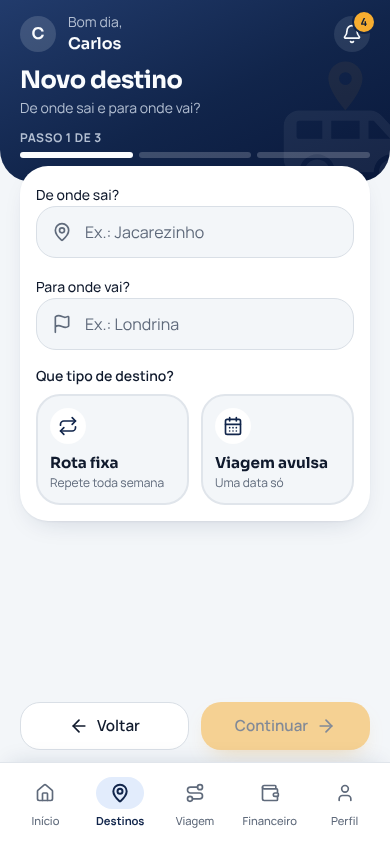 C
Bom dia,
Carlos
4
Novo destino
De onde sai e para onde vai?
PASSO 1 DE 3
De onde sai?
Ex.: Jacarezinho
Para onde vai?
Ex.: Londrina
Que tipo de destino?
Rota fixa
Repete toda semana
Viagem avulsa
Uma data só
Voltar
Continuar
Início
Destinos
Viagem
Financeiro
Perfil